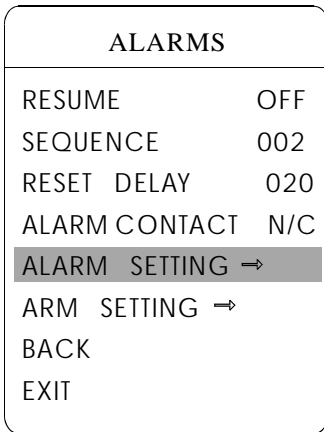 ALARMS
RESUME OFF
SEQUENCE 002
RESET DELAY 020
ALARM CONTACT N/C
ALARM SETTING ⇒
ARM SETTING ⇒
BACK
EXIT